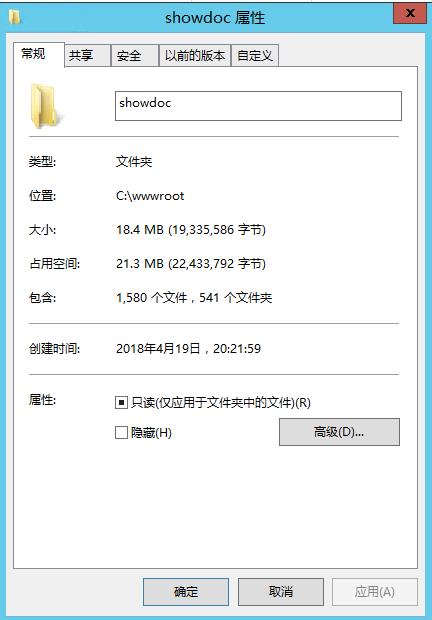 showdoc 属性
x
常规 共享 安全 以前的版本 自定义
showdoc
类型: 文件夹
位置: C:\wwwroot
大小: 18.4 MB (19,335,586 字节)
占用空间: 21.3 MB (22,433,792 字节)
包含: 1,580 个文件，541 个文件夹
创建时间: 2018年4月19日，20:21:59
属性: 只读(仅应用于文件夹中的文件)(R)
隐藏(H) 高级(D)...
确定 取消 应用(A)